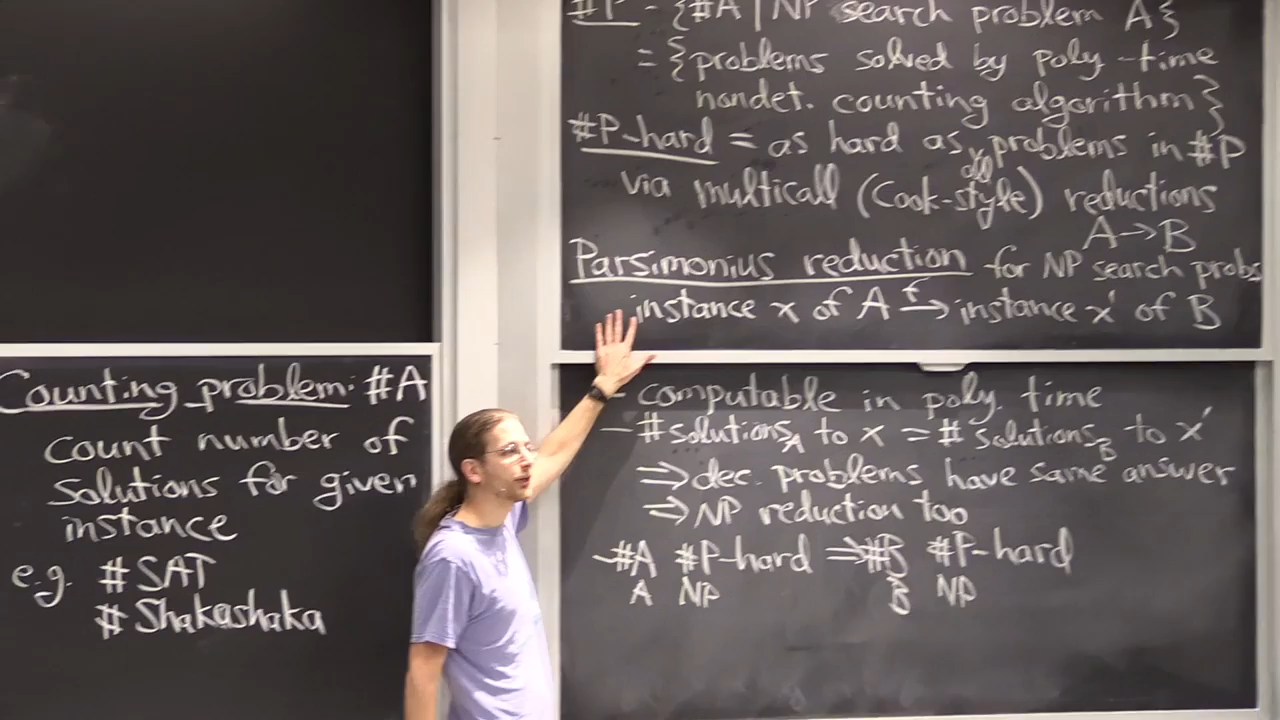 Counting problem: #A
count number of
solutions for given
instance
e.g. #SAT
#Shakashaka
#P = {#A | NP search problem A}
= {problems solved by poly-time
nondet. counting algorithm}
#P-hard = as hard as all problems in #P
via multicall (Cook-style) reductions
A → B
Parsimonius reduction for NP search probs
instance x of A f→ instance x' of B
- computable in poly. time
- #solutions_A to x = # solutions_B to x'
⇒ dec. problems have same answer
⇒ NP reduction too
- #A #P-hard ⇒ #B #P-hard
A NP B NP